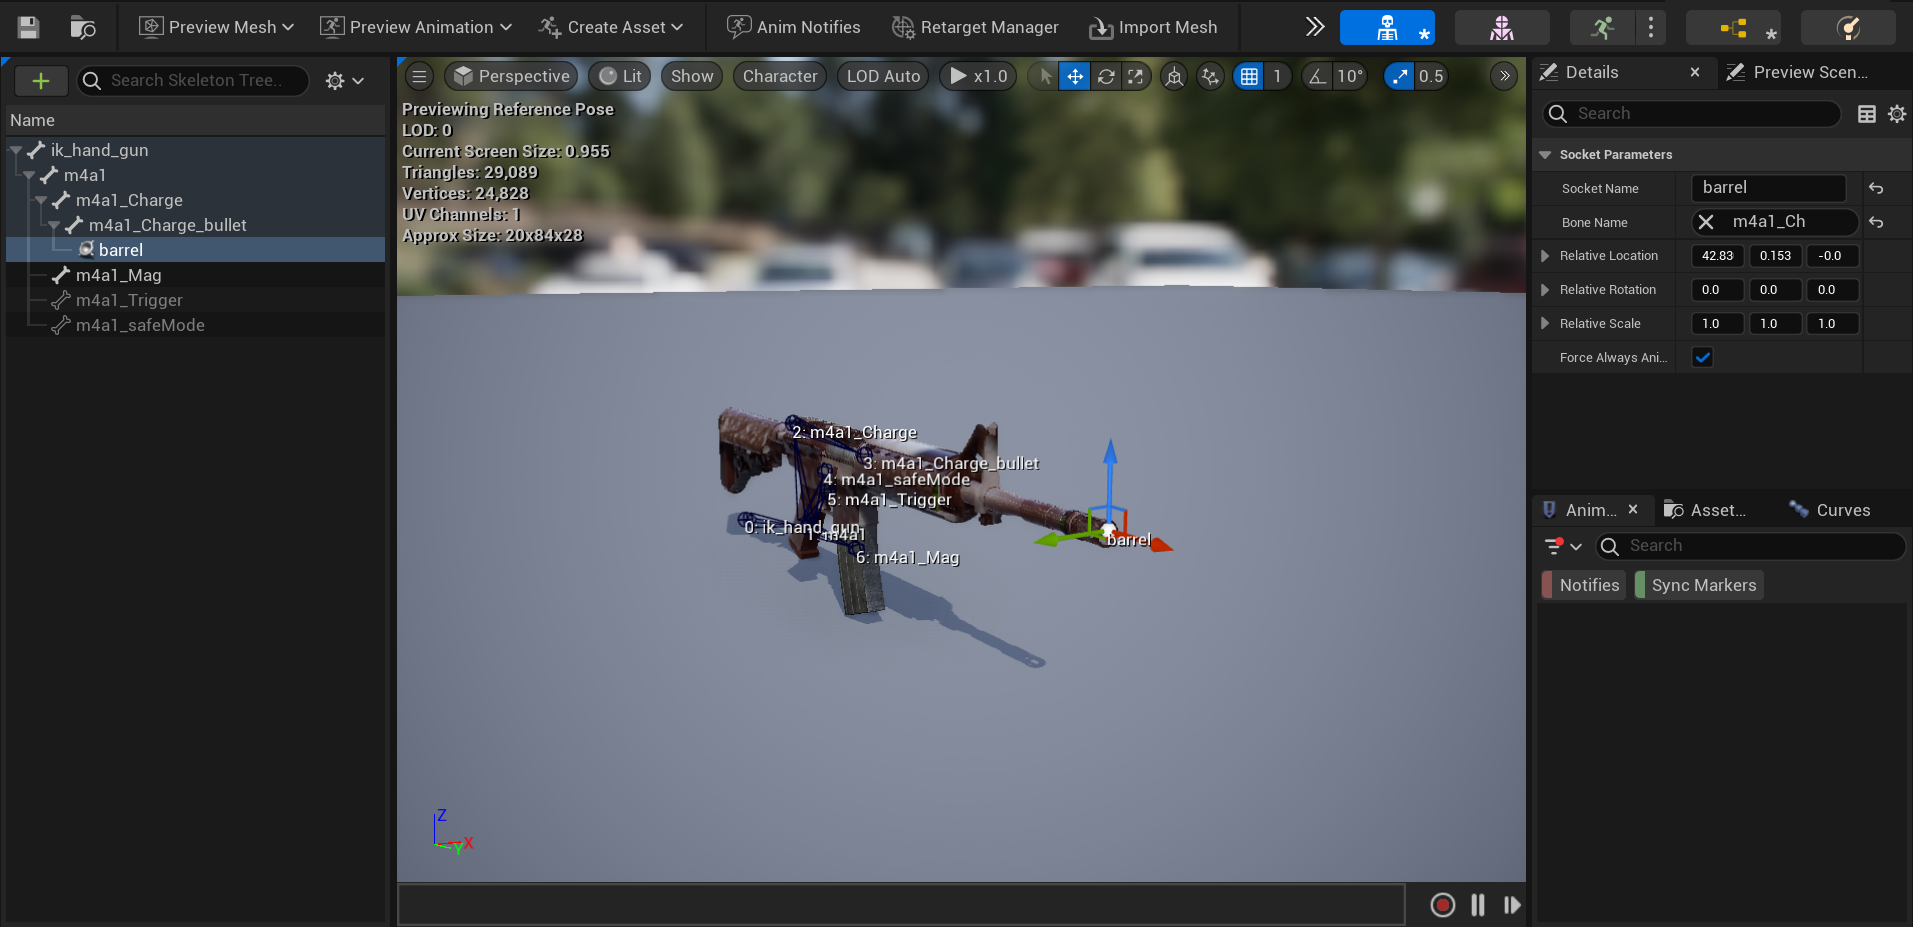 Preview Mesh
Preview Animation
Create Asset
Anim Notifies
Retarget Manager
Import Mesh
Search Skeleton Tree..
Name
ik_hand_gun
m4a1
m4a1_Charge
m4a1_Charge_bullet
barrel
m4a1_Mag
m4a1_Trigger
m4a1_safeMode
Perspective
Lit
Show
Character
LOD Auto
x1.0
1
10°
0.5
Previewing Reference Pose
LOD: 0
Current Screen Size: 0.955
Triangles: 29,089
Vertices: 24,828
UV Channels: 1
Approx Size: 20x84x28
2: m4a1_Charge
3: m4a1_Charge_bullet
4: m4a1_safeMode
5: m4a1_Trigger
0: ik_hand_gun
1: m4a1
6: m4a1_Mag
barrel
Z
X
Y
Details
Preview Scen...
Search
Socket Parameters
Socket Name
barrel
Bone Name
m4a1_Ch
Relative Location
42.83
0.153
-0.0
Relative Rotation
0.0
0.0
0.0
Relative Scale
1.0
1.0
1.0
Force Always Ani...
Anim...
Asset...
Curves
Search
Notifies
Sync Markers